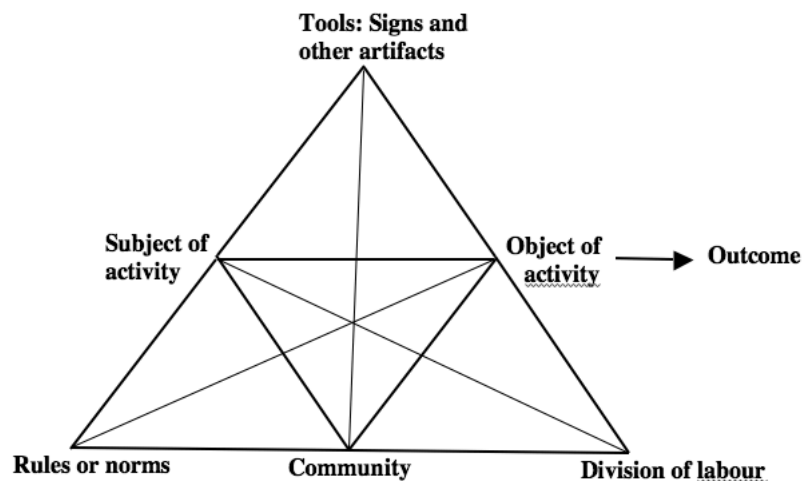 Tools: Signs and
other artifacts
Subject of
activity
Object of
activity
Outcome
Rules or norms
Community
Division of labour